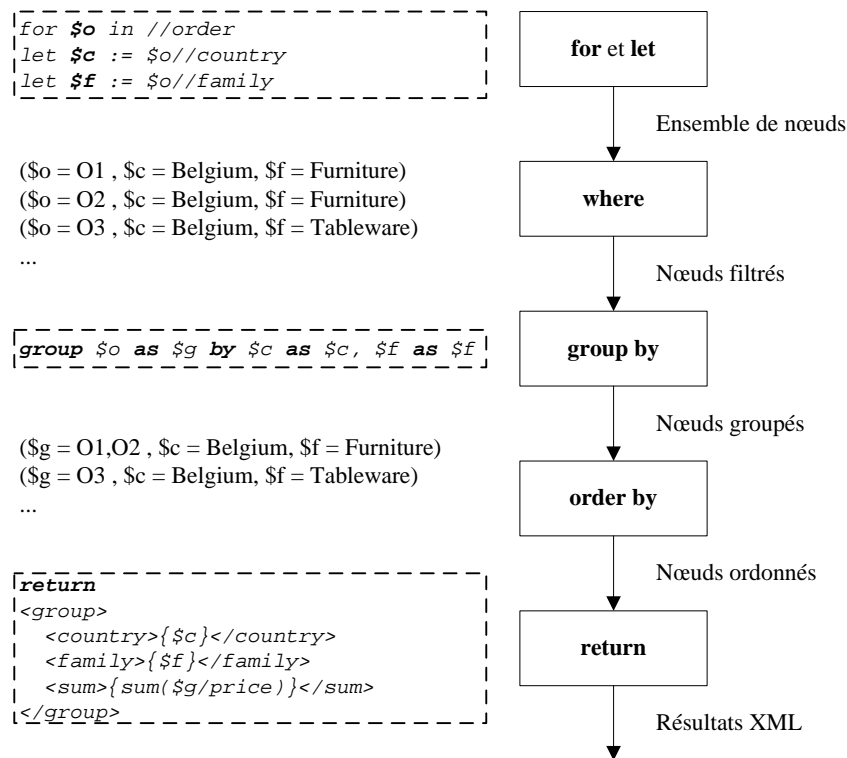 for $o in //order
let $c := $o//country
let $f := $o//family
for et let
Ensemble de nœuds
($o = O1 , $c = Belgium, $f = Furniture)
($o = O2 , $c = Belgium, $f = Furniture)
($o = O3 , $c = Belgium, $f = Tableware)
...
where
Nœuds filtrés
group $o as $g by $c as $c, $f as $f
group by
Nœuds groupés
($g = O1,O2 , $c = Belgium, $f = Furniture)
($g = O3 , $c = Belgium, $f = Tableware)
...
order by
Nœuds ordonnés
return
<group>
<country>{$c}</country>
<family>{$f}</family>
<sum>{sum($g/price)}</sum>
</group>
return
Résultats XML